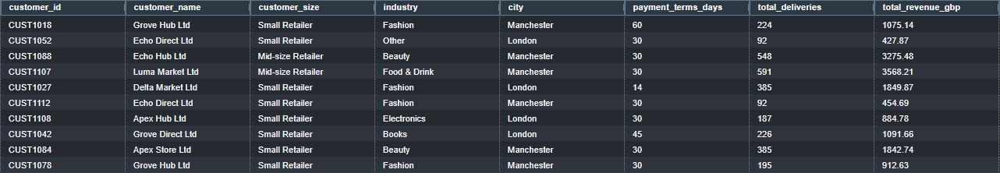 customer_id customer_name customer_size industry city payment_terms_days total_deliveries total_revenue_gbp
CUST1018 Grove Hub Ltd Small Retailer Fashion Manchester 60 224 1075.14
CUST1052 Echo Direct Ltd Small Retailer Other London 30 92 427.87
CUST1088 Echo Hub Ltd Mid-size Retailer Beauty Manchester 30 548 3275.48
CUST1107 Luma Market Ltd Mid-size Retailer Food & Drink Manchester 30 591 3568.21
CUST1027 Delta Market Ltd Small Retailer Fashion London 14 385 1849.87
CUST1112 Echo Direct Ltd Small Retailer Fashion Manchester 30 92 454.69
CUST1108 Apex Hub Ltd Small Retailer Electronics London 30 187 884.78
CUST1042 Grove Direct Ltd Small Retailer Books London 45 226 1091.66
CUST1084 Apex Store Ltd Small Retailer Beauty Manchester 30 385 1842.74
CUST1078 Grove Hub Ltd Small Retailer Fashion Manchester 30 195 912.63